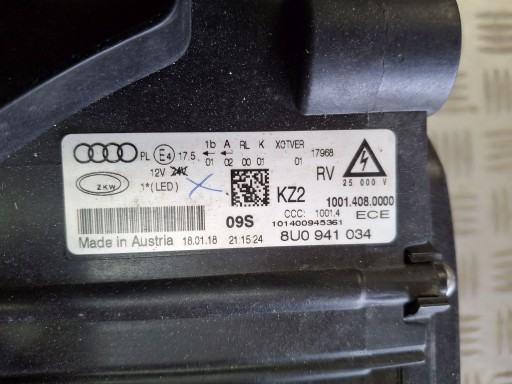 1b A RL K XOTVER
PL E4 17,5 01 02 00 01 01 17968
12V 24V RV
ZKW 1*(LED) KZ2 25 000 V
1001.408.0000
09S CCC: 1001.4 ECE
101400945361
Made in Austria 18.01.18 21:15:24 8U0 941 034